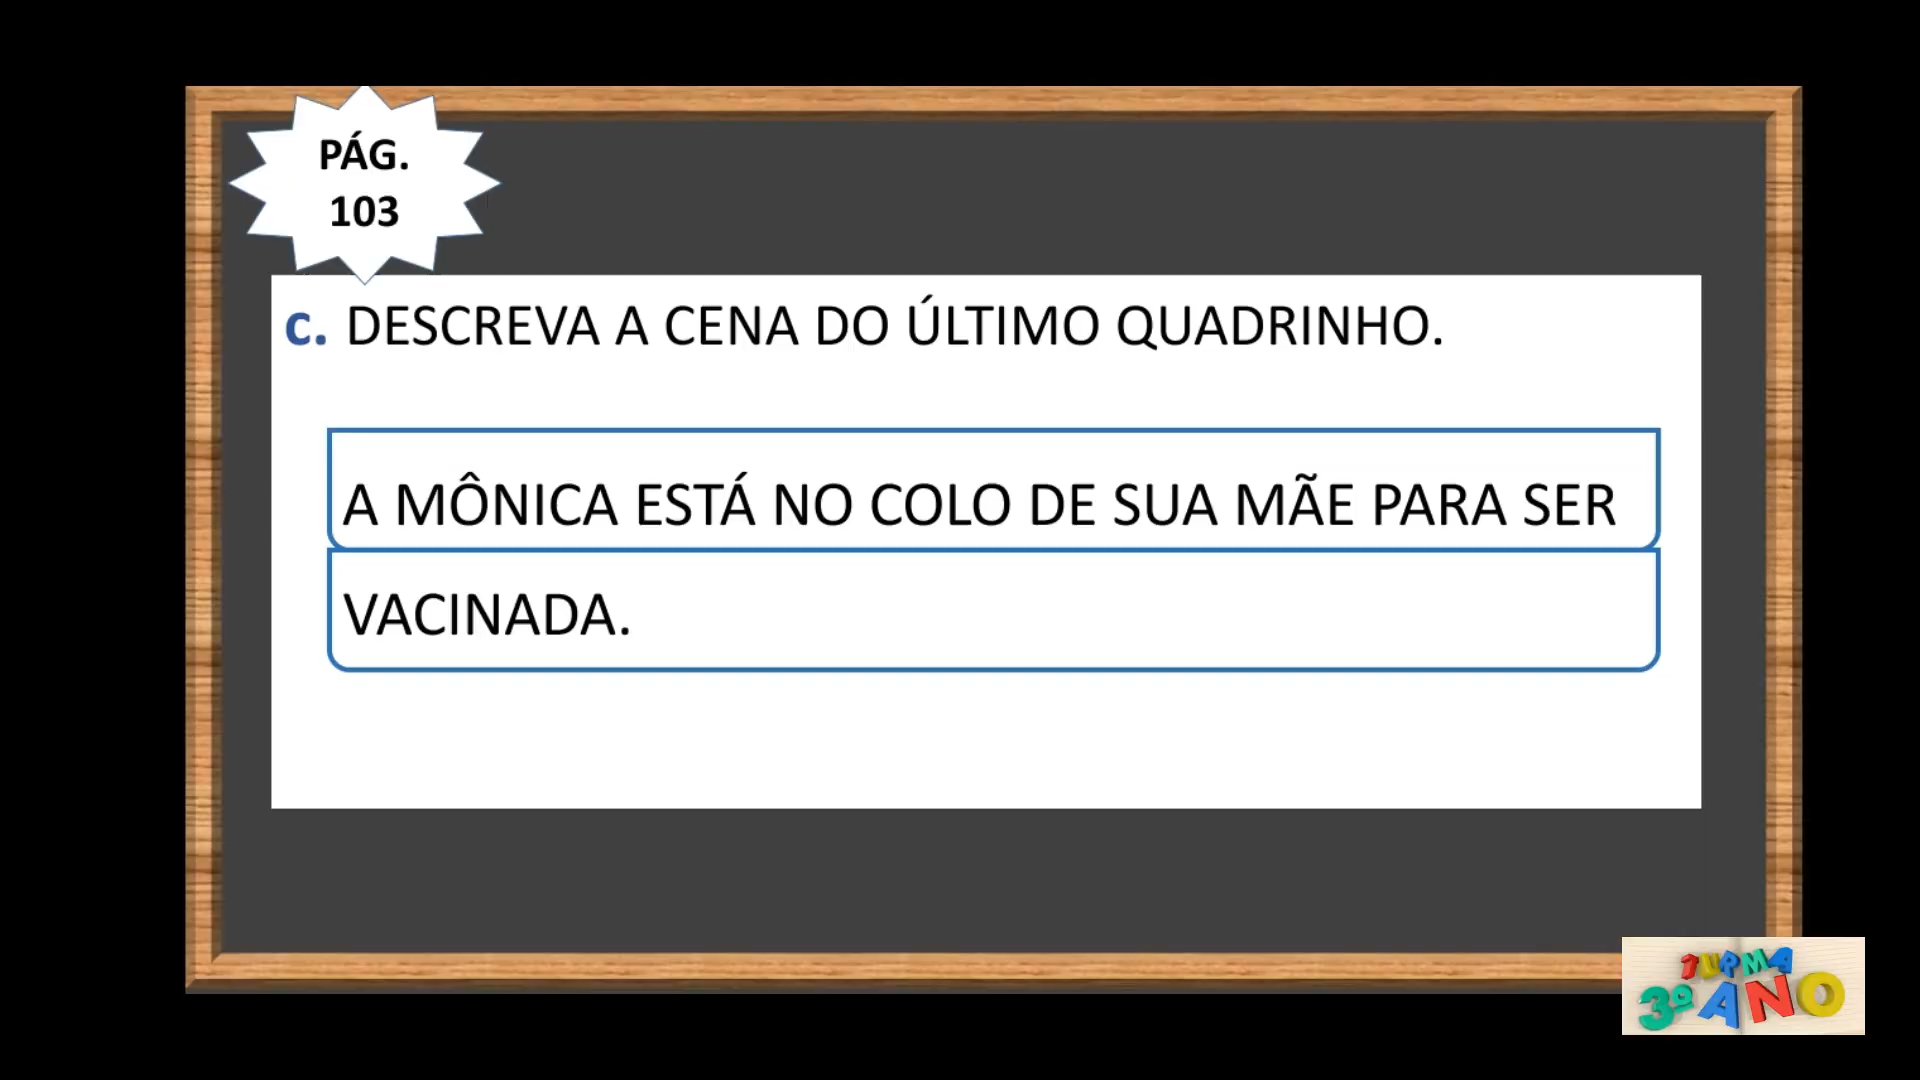 PÁG.
103
c. DESCREVA A CENA DO ÚLTIMO QUADRINHO.
A MÔNICA ESTÁ NO COLO DE SUA MÃE PARA SER
VACINADA.
TURMA
3º ANO